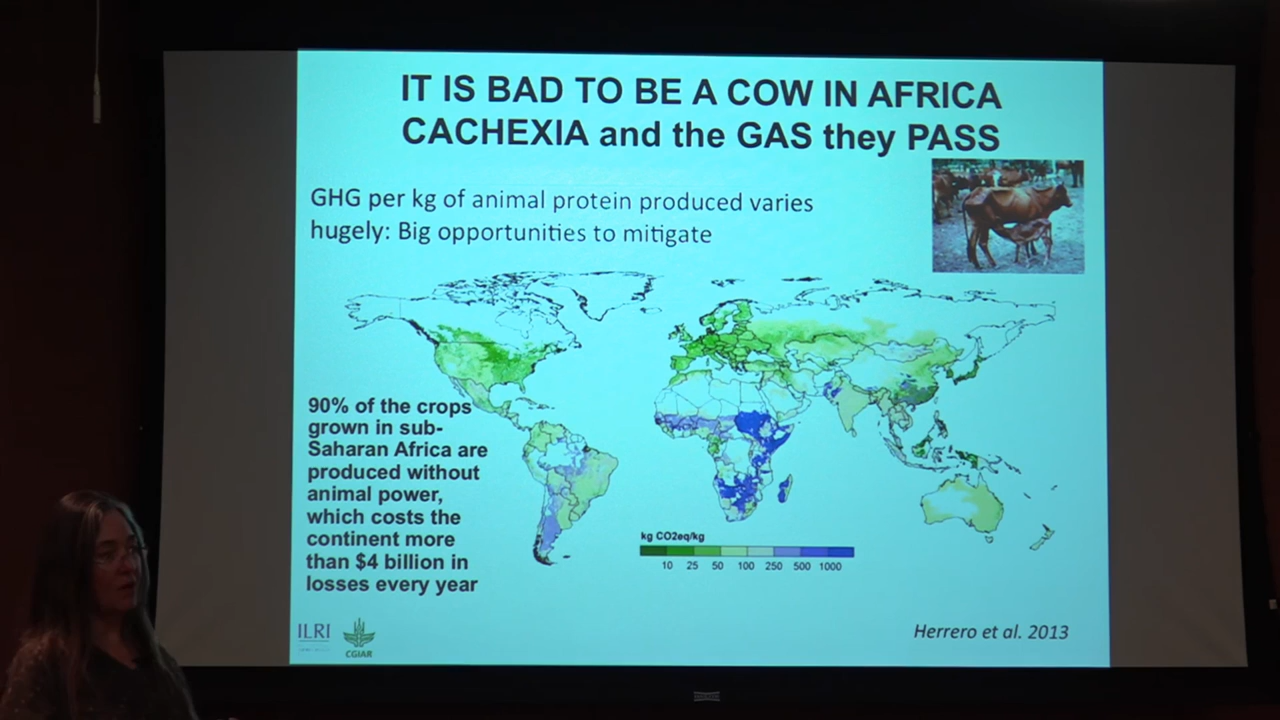 IT IS BAD TO BE A COW IN AFRICA
CACHEXIA and the GAS they PASS
GHG per kg of animal protein produced varies
hugely: Big opportunities to mitigate
90% of the crops
grown in sub-
Saharan Africa are
produced without
animal power,
which costs the
continent more
than $4 billion in
losses every year
kg CO2eq/kg
10 25 50 100 250 500 1000
Herrero et al. 2013
ILRI
CGIAR